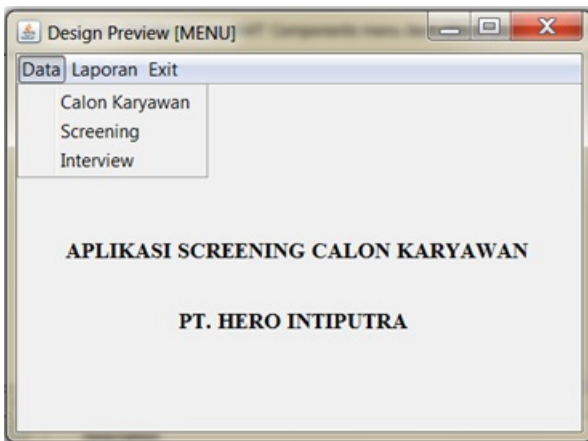 Design Preview [MENU]
Data Laporan Exit
Calon Karyawan
Screening
Interview
APLIKASI SCREENING CALON KARYAWAN
PT. HERO INTIPUTRA